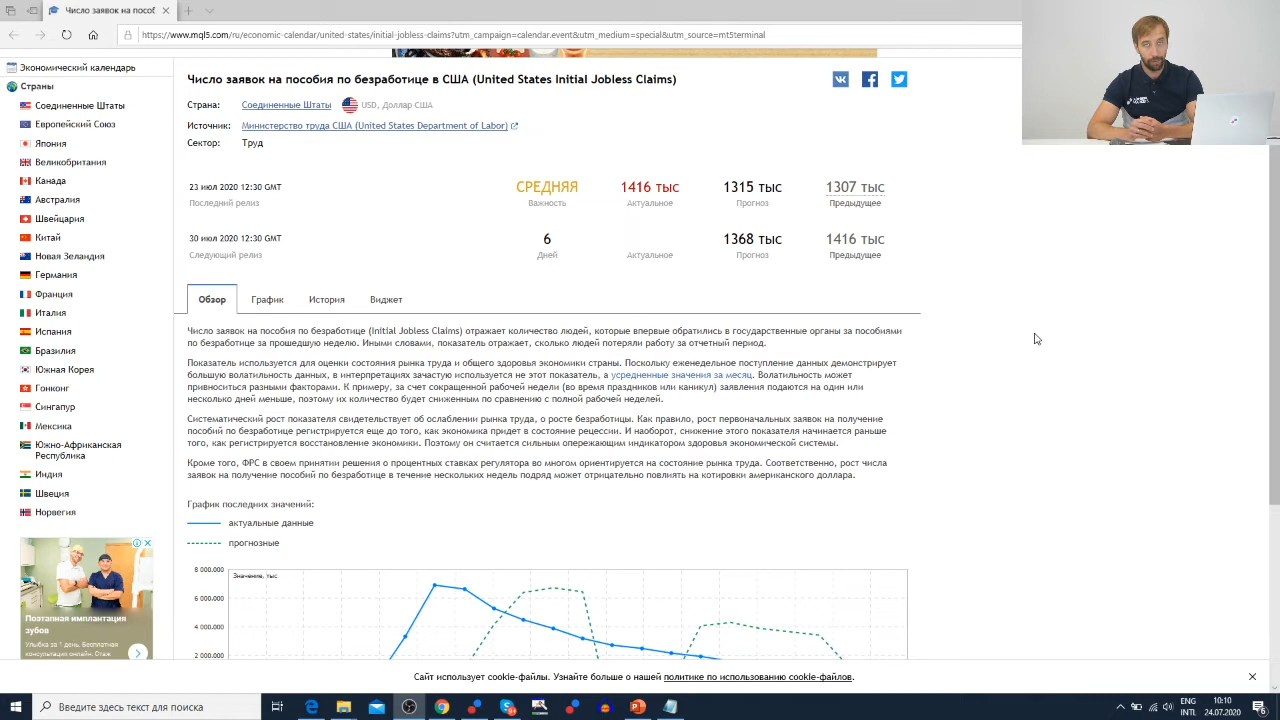 Число заявок на пособ
https://www.mql5.com/ru/economic-calendar/united-states/initial-jobless-claims?utm_campaign=calendar.event&utm_medium=special&utm_source=mt5terminal
Экономический календарь
Страны
Соединенные Штаты
Европейский Союз
Япония
Великобритания
Канада
Австралия
Швейцария
Китай
Новая Зеландия
Германия
Франция
Италия
Испания
Бразилия
Южная Корея
Гонконг
Сингапур
Мексика
Южно-Африканская
Республика
Индия
Швеция
Норвегия
Поэтапная имплантация
зубов
Улыбка за 1 день. Бесплатная
консультация онлайн. Стаж
Число заявок на пособия по безработице в США (United States Initial Jobless Claims)
Страна: Соединенные Штаты USD, Доллар США
Источник: Министерство труда США (United States Department of Labor)
Сектор: Труд
23 июл 2020 12:30 GMT СРЕДНЯЯ 1416 тыс 1315 тыс 1307 тыс
Последний релиз Важность Актуальное Прогноз Предыдущее
30 июл 2020 12:30 GMT 6 1368 тыс 1416 тыс
Следующий релиз Дней Актуальное Прогноз Предыдущее
Обзор График История Виджет
Число заявок на пособия по безработице (Initial Jobless Claims) отражает количество людей, которые впервые обратились в государственные органы за пособиями
по безработице за прошедшую неделю. Иными словами, показатель отражает, сколько людей потеряли работу за отчетный период.
Показатель используется для оценки состояния рынка труда и общего здоровья экономики страны. Поскольку еженедельное поступление данных демонстрирует
большую волатильность данных, в интерпретациях зачастую используется не этот показатель, а усредненные значения за месяц. Волатильность может
привноситься разными факторами. К примеру, за счет сокращенной рабочей недели (во время праздников или каникул) заявления подаются на один или
несколько дней меньше, поэтому их количество будет сниженным по сравнению с полной рабочей неделей.
Систематический рост показателя свидетельствует об ослаблении рынка труда, о росте безработицы. Как правило, рост первоначальных заявок на получение
пособий по безработице регистрируется еще до того, как экономика придет в состояние рецессии. И наоборот, снижение этого показателя начинается раньше
того, как регистрируется восстановление экономики. Поэтому он считается сильным опережающим индикатором здоровья экономической системы.
Кроме того, ФРС в своем принятии решения о процентных ставках регулятора во многом ориентируется на состояние рынка труда. Соответственно, рост числа
заявок на получение пособий по безработице в течение нескольких недель подряд может отрицательно повлиять на котировки американского доллара.
График последних значений:
актуальные данные
прогнозные
8 000.000
Значение, тыс
6 000.000
4 000.000
2 000.000
Сайт использует cookie-файлы. Узнайте больше о нашей политике по использованию cookie-файлов.
Введите здесь текст для поиска
ENG
INTL
10:10
24.07.2020